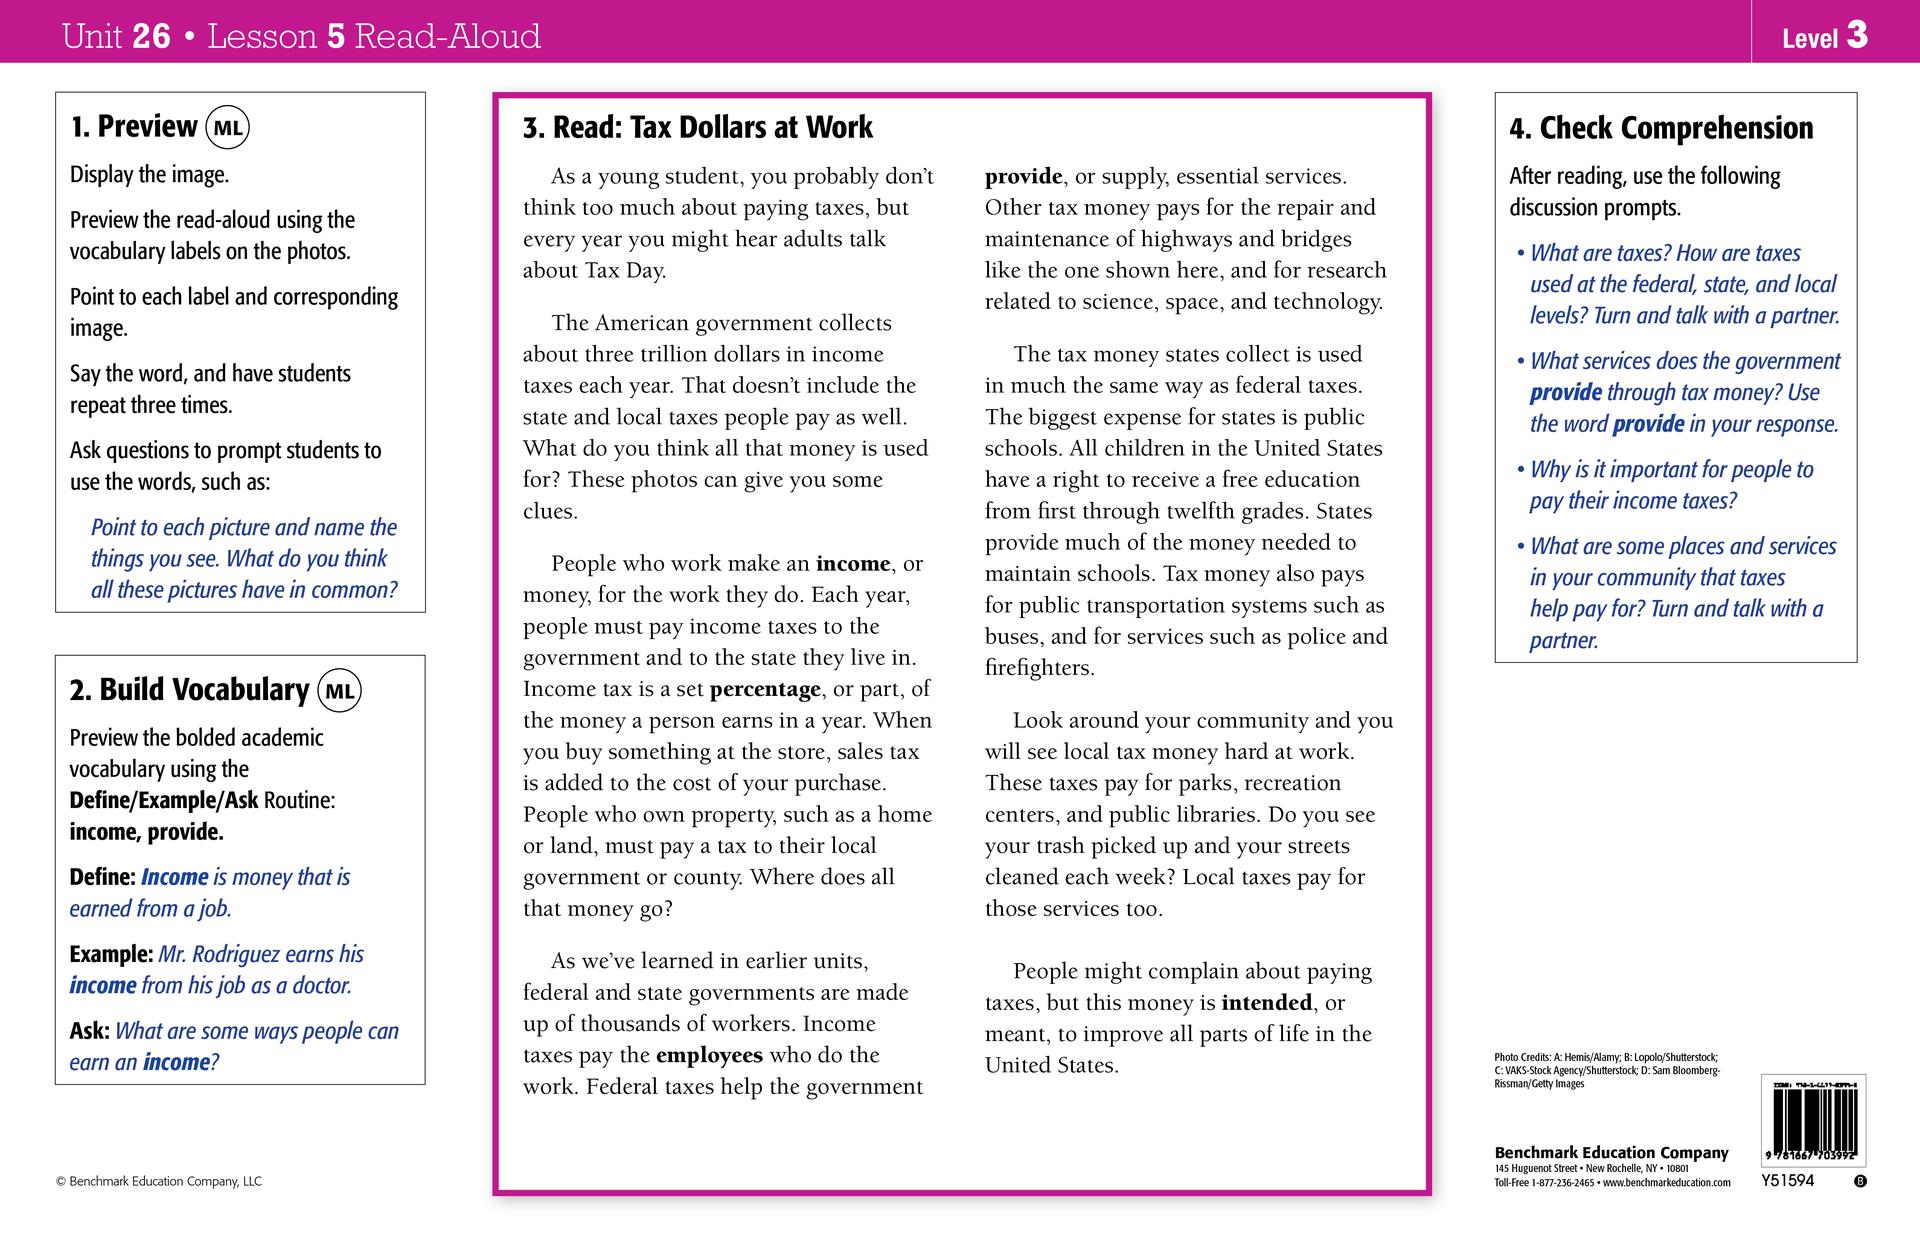 Unit 26 • Lesson 5 Read-Aloud
Level 3
1. Preview ML
Display the image.
Preview the read-aloud using the
vocabulary labels on the photos.
Point to each label and corresponding
image.
Say the word, and have students
repeat three times.
Ask questions to prompt students to
use the words, such as:
Point to each picture and name the
things you see. What do you think
all these pictures have in common?
2. Build Vocabulary ML
Preview the bolded academic
vocabulary using the
Define/Example/Ask Routine:
income, provide.
Define: Income is money that is
earned from a job.
Example: Mr. Rodriguez earns his
income from his job as a doctor.
Ask: What are some ways people can
earn an income?
© Benchmark Education Company, LLC
3. Read: Tax Dollars at Work
As a young student, you probably don’t
think too much about paying taxes, but
every year you might hear adults talk
about Tax Day.
The American government collects
about three trillion dollars in income
taxes each year. That doesn’t include the
state and local taxes people pay as well.
What do you think all that money is used
for? These photos can give you some
clues.
People who work make an income, or
money, for the work they do. Each year,
people must pay income taxes to the
government and to the state they live in.
Income tax is a set percentage, or part, of
the money a person earns in a year. When
you buy something at the store, sales tax
is added to the cost of your purchase.
People who own property, such as a home
or land, must pay a tax to their local
government or county. Where does all
that money go?
As we’ve learned in earlier units,
federal and state governments are made
up of thousands of workers. Income
taxes pay the employees who do the
work. Federal taxes help the government
provide, or supply, essential services.
Other tax money pays for the repair and
maintenance of highways and bridges
like the one shown here, and for research
related to science, space, and technology.
The tax money states collect is used
in much the same way as federal taxes.
The biggest expense for states is public
schools. All children in the United States
have a right to receive a free education
from first through twelfth grades. States
provide much of the money needed to
maintain schools. Tax money also pays
for public transportation systems such as
buses, and for services such as police and
firefighters.
Look around your community and you
will see local tax money hard at work.
These taxes pay for parks, recreation
centers, and public libraries. Do you see
your trash picked up and your streets
cleaned each week? Local taxes pay for
those services too.
People might complain about paying
taxes, but this money is intended, or
meant, to improve all parts of life in the
United States.
4. Check Comprehension
After reading, use the following
discussion prompts.
• What are taxes? How are taxes
used at the federal, state, and local
levels? Turn and talk with a partner.
• What services does the government
provide through tax money? Use
the word provide in your response.
• Why is it important for people to
pay their income taxes?
• What are some places and services
in your community that taxes
help pay for? Turn and talk with a
partner.
Photo Credits: A: Hemis/Alamy; B: Lopolo/Shutterstock;
C: VAKS-Stock Agency/Shutterstock; D: Sam Bloomberg-
Rissman/Getty Images
Benchmark Education Company
145 Huguenot Street • New Rochelle, NY • 10801
Toll-Free 1-877-236-2465 • www.benchmarkeducation.com
9 781667 703992
Y51594
B